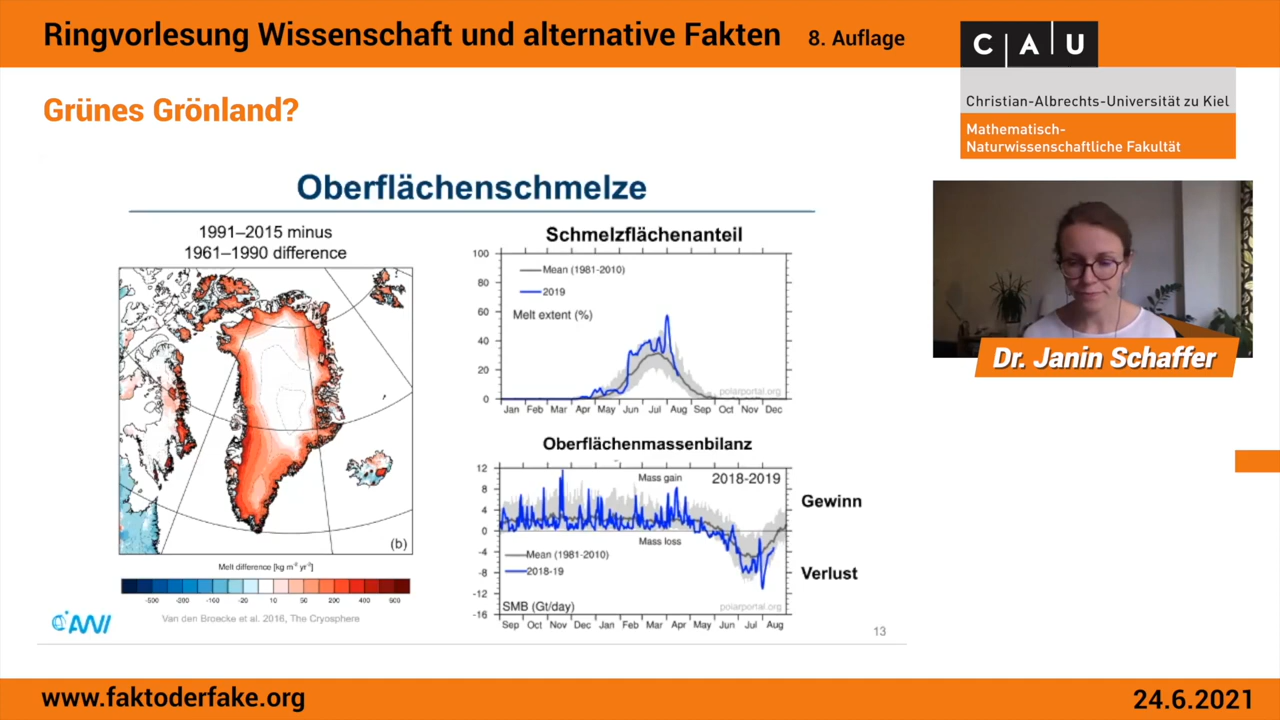 Ringvorlesung Wissenschaft und alternative Fakten 8. Auflage
C A U
Christian-Albrechts-Universität zu Kiel
Mathematisch-
Naturwissenschaftliche Fakultät
Grünes Grönland?
Oberflächenschmelze
1991–2015 minus
1961–1990 difference
(b)
Melt difference [kg m⁻² yr⁻¹]
-500 -200 -160 -20 10 50 200 400 600
Van den Broecke et al. 2016, The Cryosphere
AWI
Schmelzflächenanteil
100
80
60
40
20
0
Mean (1981-2010)
2019
Melt extent (%)
polarportal.org
Jan Feb Mar Apr May Jun Jul Aug Sep Oct Nov Dec
Oberflächenmassenbilanz
12
8
4
0
-4
-8
-12
-16
Mass gain
2018-2019
Mass loss
Mean (1981-2010)
2018-19
SMB (Gt/day)
polarportal.org
Sep Oct Nov Dec Jan Feb Mar Apr May Jun Jul Aug
Gewinn
Verlust
13
Dr. Janin Schaffer
www.faktoderfake.org
24.6.2021